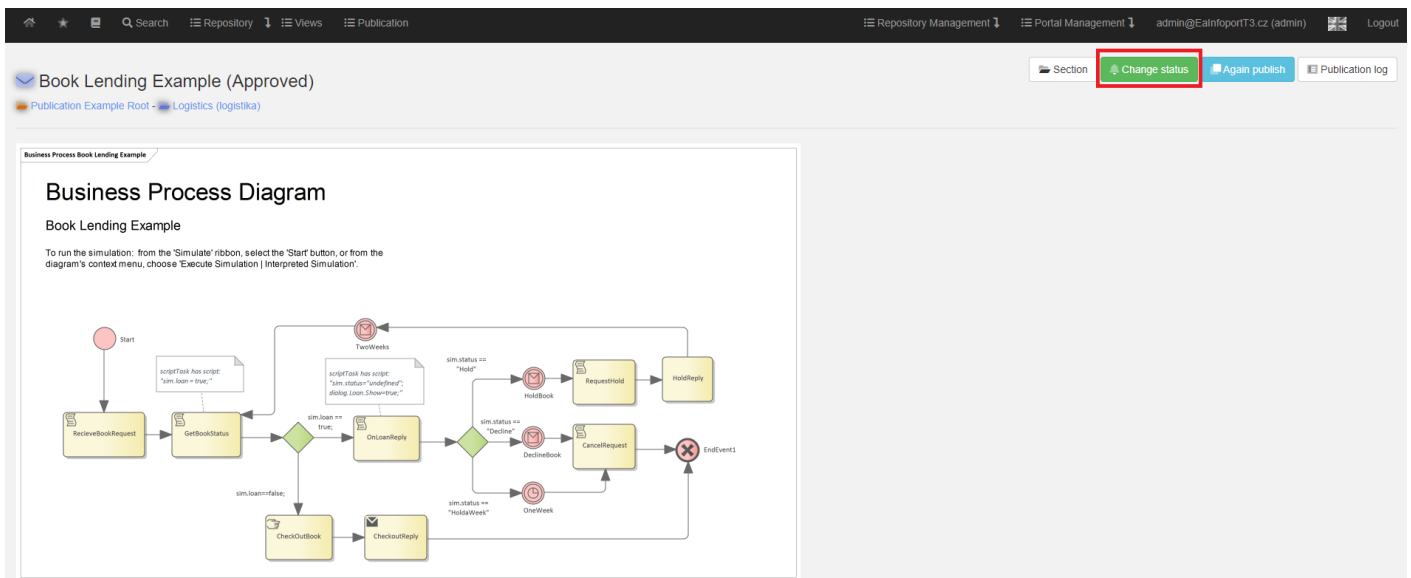 Search Repository Views Publication Repository Management Portal Management admin@EaInfoportT3.cz (admin) Logout
Section Change status Again publish Publication log
Book Lending Example (Approved)
Publication Example Root - Logistics (logistika)
Business Process Book Lending Example
Business Process Diagram
Book Lending Example
To run the simulation: from the 'Simulate' ribbon, select the 'Start' button, or from the
diagram's context menu, choose 'Execute Simulation | Interpreted Simulation'.
Start
TwoWeeks
scriptTask has script:
"sim.loan = true;"
scriptTask has script:
"sim.status="undefined";
dialog.Loan.Show=true;"
sim.status ==
"Hold"
HoldBook
RequestHold
HoldReply
RecieveBookRequest
GetBookStatus
sim.loan ==
true;
OnLoanReply
sim.status ==
"Decline"
DeclineBook
CancelRequest
EndEvent1
sim.loan==false;
sim.status ==
"HoldaWeek"
OneWeek
CheckOutBook
CheckoutReply